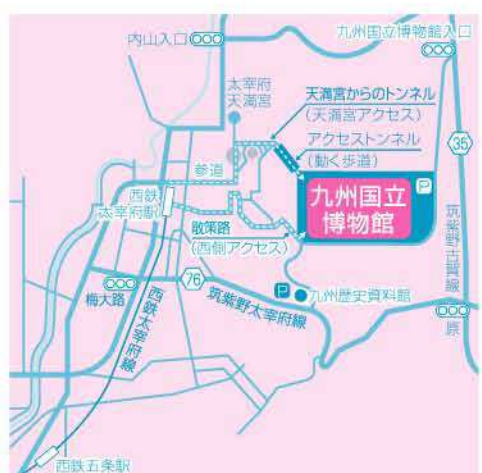 内山入口
九州国立博物館入口
太宰府
天満宮
天満宮からのトンネル
(天満宮アクセス)
アクセストンネル
(動く歩道)
35
参道
P
九州国立
博物館
西鉄
太宰府駅
散策路
(西側アクセス)
筑紫野古賀線
76
梅大路
P
九州歴史資料館
筑紫野太宰府線
原
西鉄太宰府線
西鉄五条駅